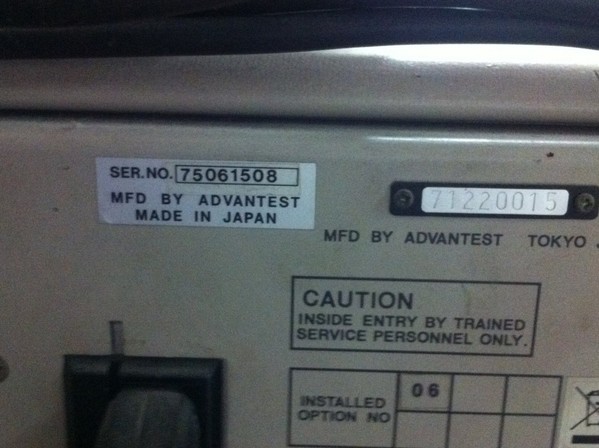 SER.NO. 75061508
MFD BY ADVANTEST
MADE IN JAPAN
71220015
MFD BY ADVANTEST TOKYO
CAUTION
INSIDE ENTRY BY TRAINED
SERVICE PERSONNEL ONLY.
INSTALLED
OPTION NO
06